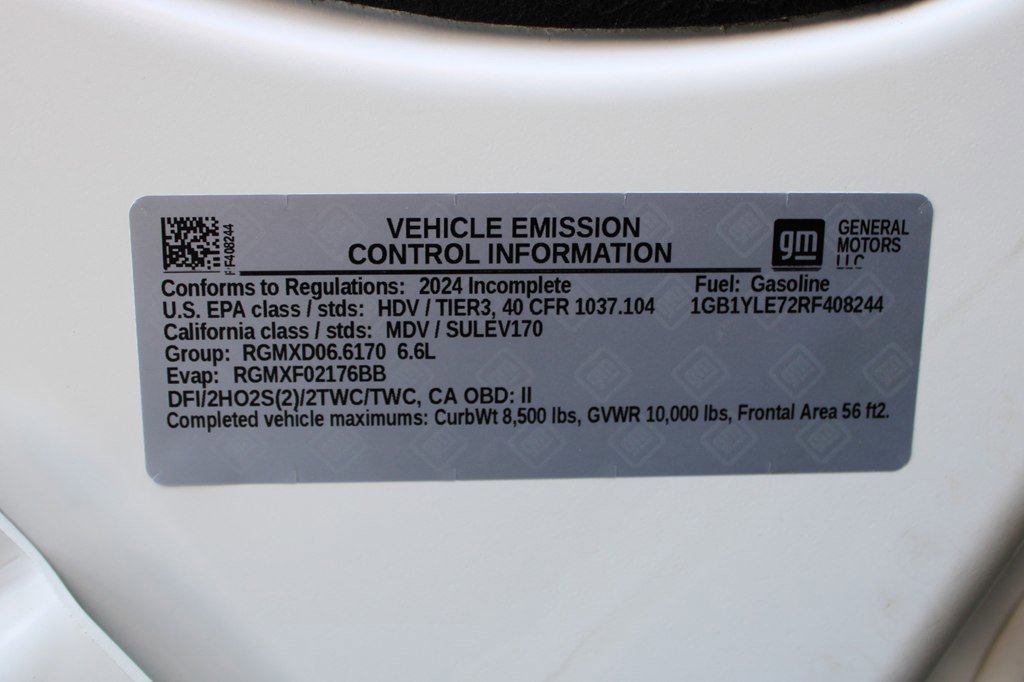 VEHICLE EMISSION
CONTROL INFORMATION
F408244
gm
GENERAL
MOTORS
LLC
Conforms to Regulations: 2024 Incomplete
Fuel: Gasoline
U.S. EPA class / stds: HDV / TIER3, 40 CFR 1037.104
1GB1YLE72RF408244
California class / stds: MDV / SULEV170
Group: RGMXD06.6170 6.6L
Evap: RGMXF02176BB
DFI/2HO2S(2)/2TWC/TWC, CA OBD: II
Completed vehicle maximums: CurbWt 8,500 lbs, GVWR 10,000 lbs, Frontal Area 56 ft2.